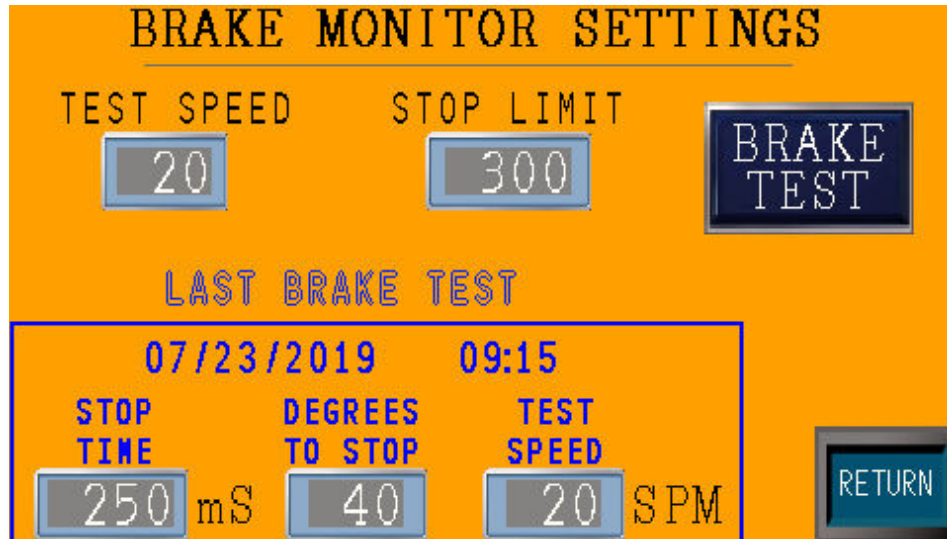 BRAKE MONITOR SETTINGS
TEST SPEED
STOP LIMIT
20
300
BRAKE
TEST
LAST BRAKE TEST
07/23/2019 09:15
STOP
TIME
DEGREES
TO STOP
TEST
SPEED
250 mS
40
20 SPM
RETURN